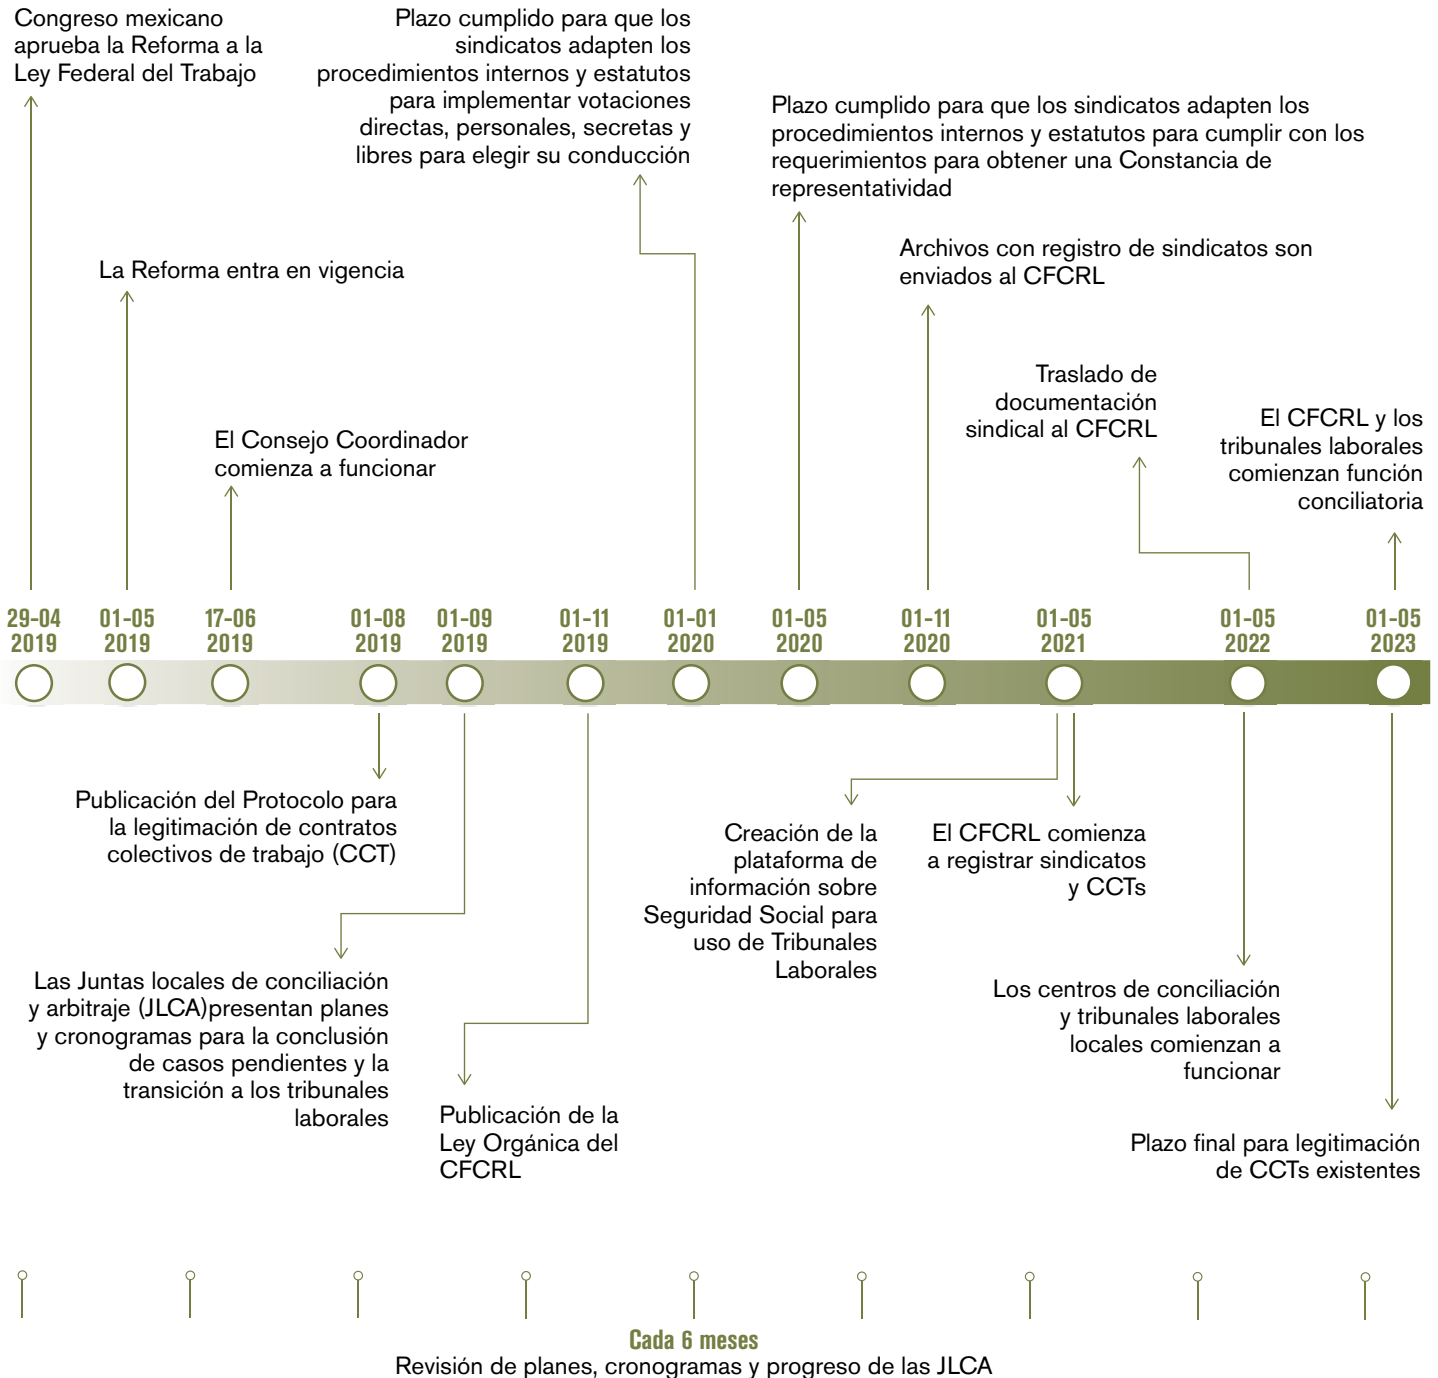 Congreso mexicano
aprueba la Reforma a la
Ley Federal del Trabajo
Plazo cumplido para que los
sindicatos adapten los
procedimientos internos y estatutos
para implementar votaciones
directas, personales, secretas y
libres para elegir su conducción
Plazo cumplido para que los sindicatos adapten los
procedimientos internos y estatutos para cumplir con los
requerimientos para obtener una Constancia de
representatividad
La Reforma entra en vigencia
Archivos con registro de sindicatos son
enviados al CFCRL
Traslado de
documentación
sindical al CFCRL
El CFCRL y los
tribunales laborales
comienzan función
conciliatoria
El Consejo Coordinador
comienza a funcionar
29-04
2019
01-05
2019
17-06
2019
01-08
2019
01-09
2019
01-11
2019
01-01
2020
01-05
2020
01-11
2020
01-05
2021
01-05
2022
01-05
2023
Publicación del Protocolo para
la legitimación de contratos
colectivos de trabajo (CCT)
Creación de la
plataforma de
información sobre
Seguridad Social para
uso de Tribunales
Laborales
El CFCRL comienza
a registrar sindicatos
y CCTs
Las Juntas locales de conciliación
y arbitraje (JLCA)presentan planes
y cronogramas para la conclusión
de casos pendientes y la
transición a los tribunales
laborales
Los centros de conciliación
y tribunales laborales
locales comienzan a
funcionar
Publicación de la
Ley Orgánica del
CFCRL
Plazo final para legitimación
de CCTs existentes
Cada 6 meses
Revisión de planes, cronogramas y progreso de las JLCA